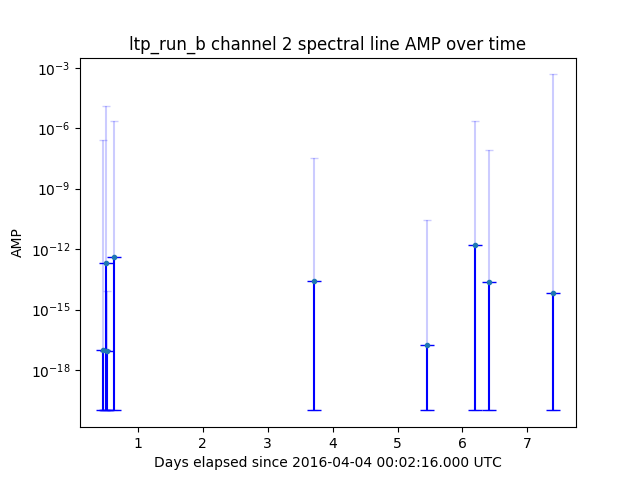 ltp_run_b channel 2 spectral line AMP over time
AMP
10⁻³
10⁻⁶
10⁻⁹
10⁻¹²
10⁻¹⁵
10⁻¹⁸
1 2 3 4 5 6 7
Days elapsed since 2016-04-04 00:02:16.000 UTC